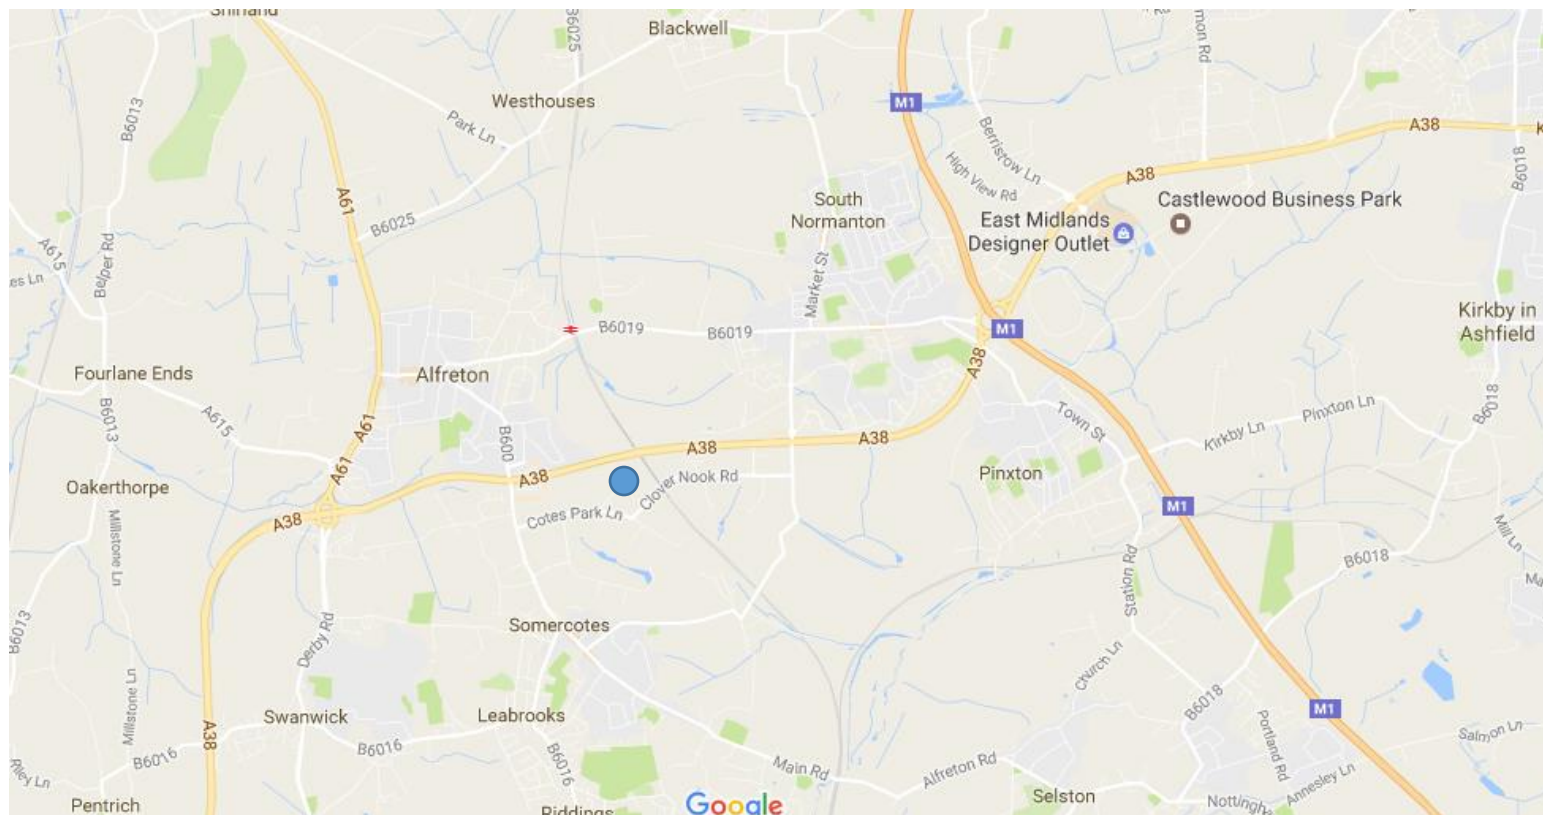 Shirland
B6025
Blackwell
Westhouses
B6013
Park Ln
M1
Berristow Ln
High View Rd
A38
A38
B6018
Castlewood Business Park
East Midlands
Designer Outlet
South
Normanton
A61
B6025
A615
Belper Rd
Market St
B6019
B6019
M1
Kirkby in
Ashfield
Fourlane Ends
Alfreton
A38
A615
B6013
A61
B600
Town St
Kirkby Ln
Pinxton Ln
B6018
A38
A38
A61
A38
Clover Nook Rd
Pinxton
Oakerthorpe
Cotes Park Ln
A38
M1
Millstone Ln
Mill Ln
B6018
Station Rd
B6013
Somercotes
Derby Rd
Church Ln
Millstone Ln
B6018
Swanwick
Leabrooks
A38
B6016
B6016
B6016
M1
Portland Rd
Salmon Ln
Main Rd
Alfreton Rd
Annesley Ln
Riley Ln
Pentrich
Riddings
Google
Selston
Nottingh